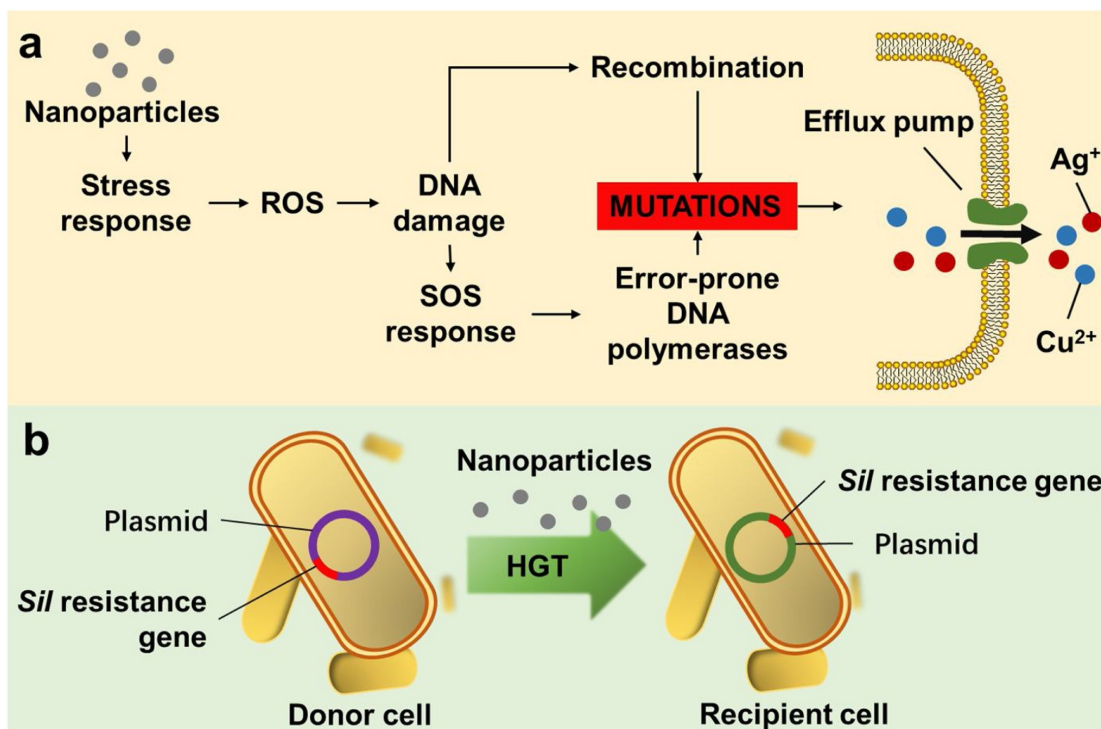 a
Nanoparticles
Stress
response
ROS
DNA
damage
SOS
response
Recombination
MUTATIONS
Error-prone
DNA
polymerases
Efflux pump
Ag⁺
Cu²⁺
b
Plasmid
Sil resistance
gene
Donor cell
Nanoparticles
HGT
Sil resistance gene
Plasmid
Recipient cell